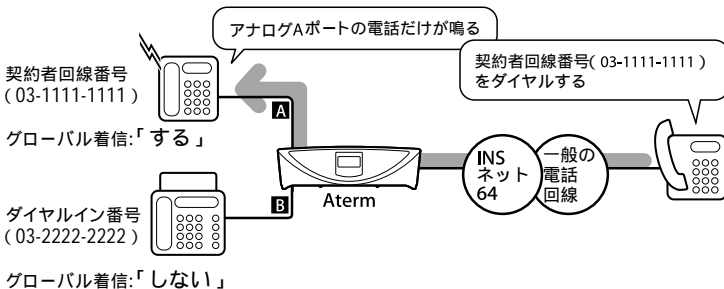 アナログAポートの電話だけが鳴る
契約者回線番号(03-1111-1111)
をダイヤルする
契約者回線番号
(03-1111-1111)
グローバル着信:「する」
A
INS
ネット
64
一般の
電話
回線
Aterm
B
ダイヤルイン番号
(03-2222-2222)
グローバル着信:「しない」